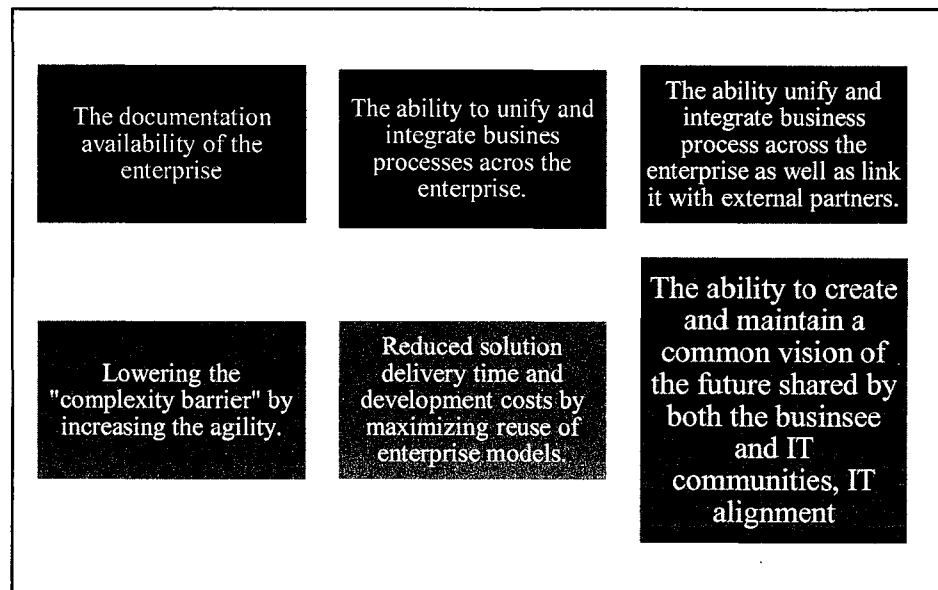 The documentation
availability of the
enterprise
The ability to unify and
integrate busines
processes acros the
enterprise.
The ability unify and
integrate business
process across the
enterprise as well as link
it with external partners.
Lowering the
"complexity barrier" by
increasing the agility.
Reduced solution
delivery time and
development costs by
maximizing reuse of
enterprise models.
The ability to create
and maintain a
common vision of
the future shared by
both the businsee
and IT
communities, IT
alignment